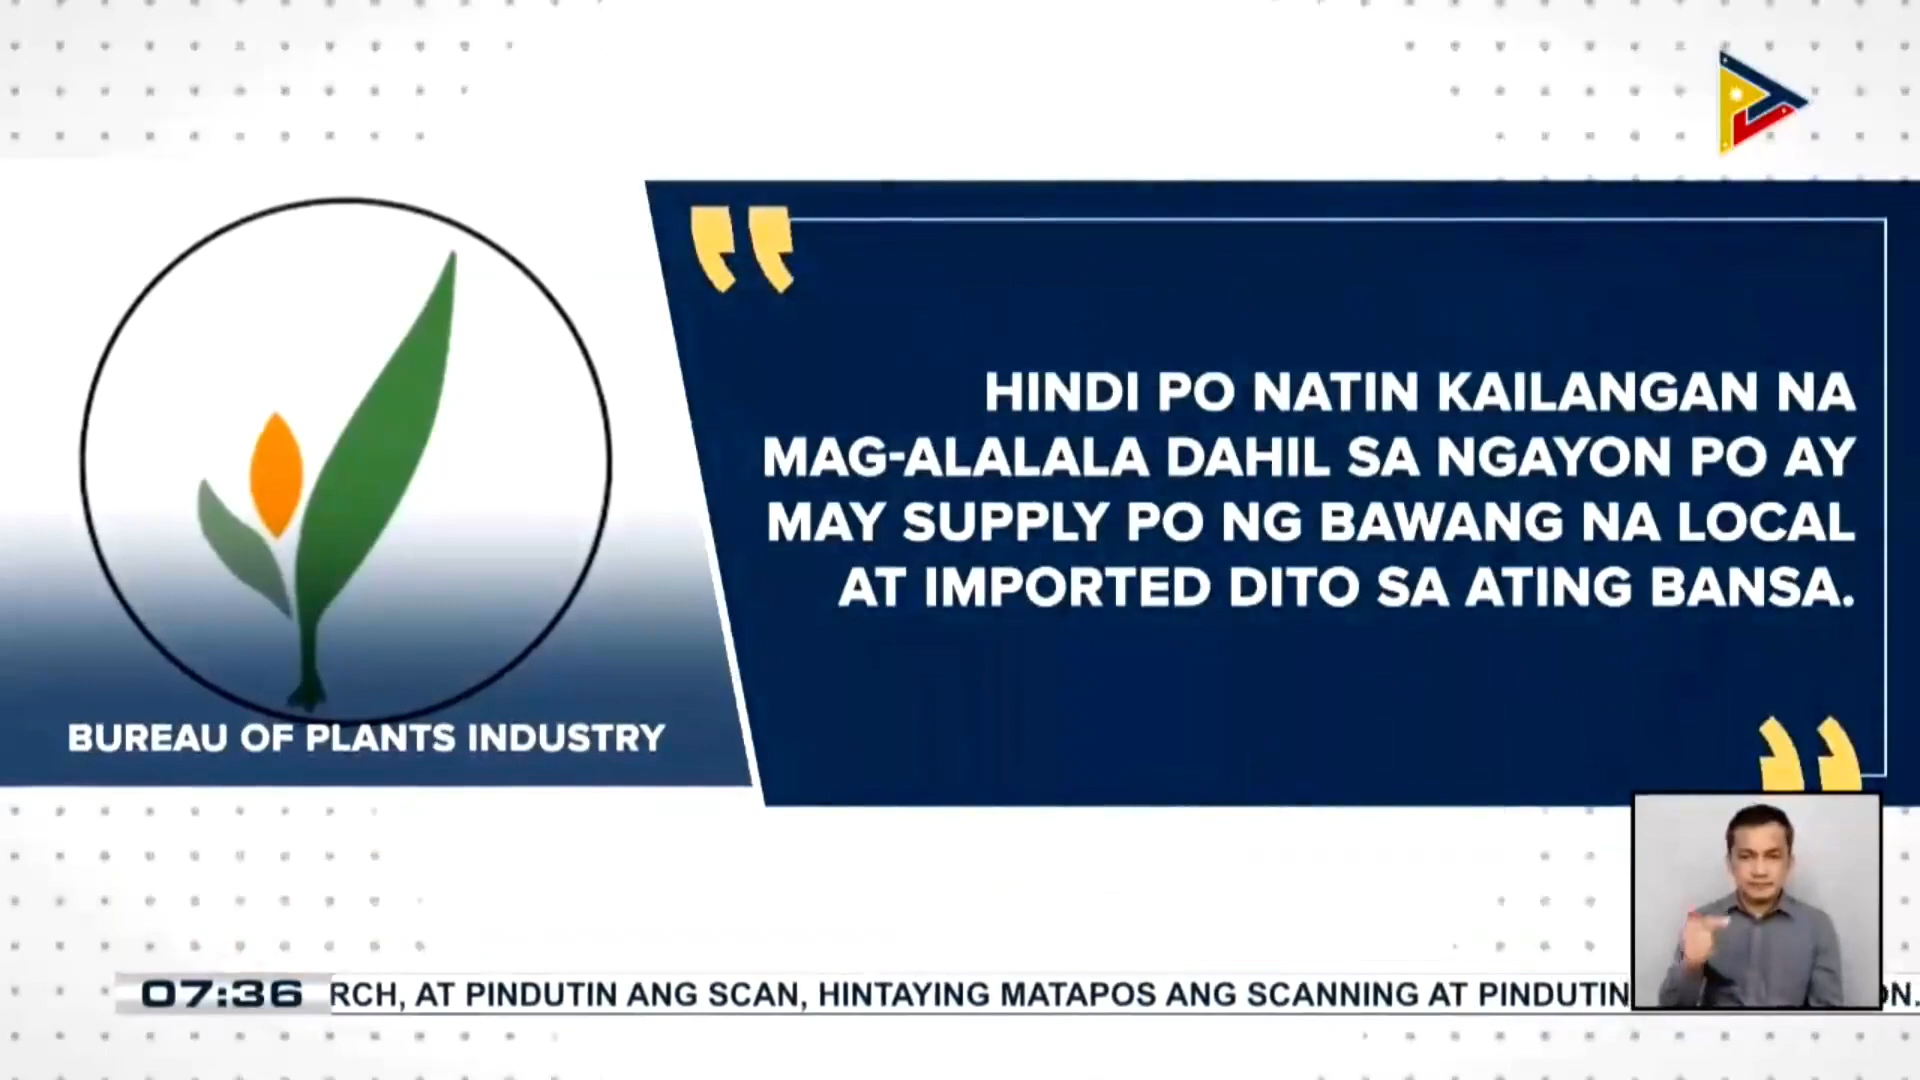 HINDI PO NATIN KAILANGAN NA
MAG-ALALALA DAHIL SA NGAYON PO AY
MAY SUPPLY PO NG BAWANG NA LOCAL
AT IMPORTED DITO SA ATING BANSA.
BUREAU OF PLANTS INDUSTRY
07:36
RCH, AT PINDUTIN ANG SCAN, HINTAYING MATAPOS ANG SCANNING AT PINDUTIN